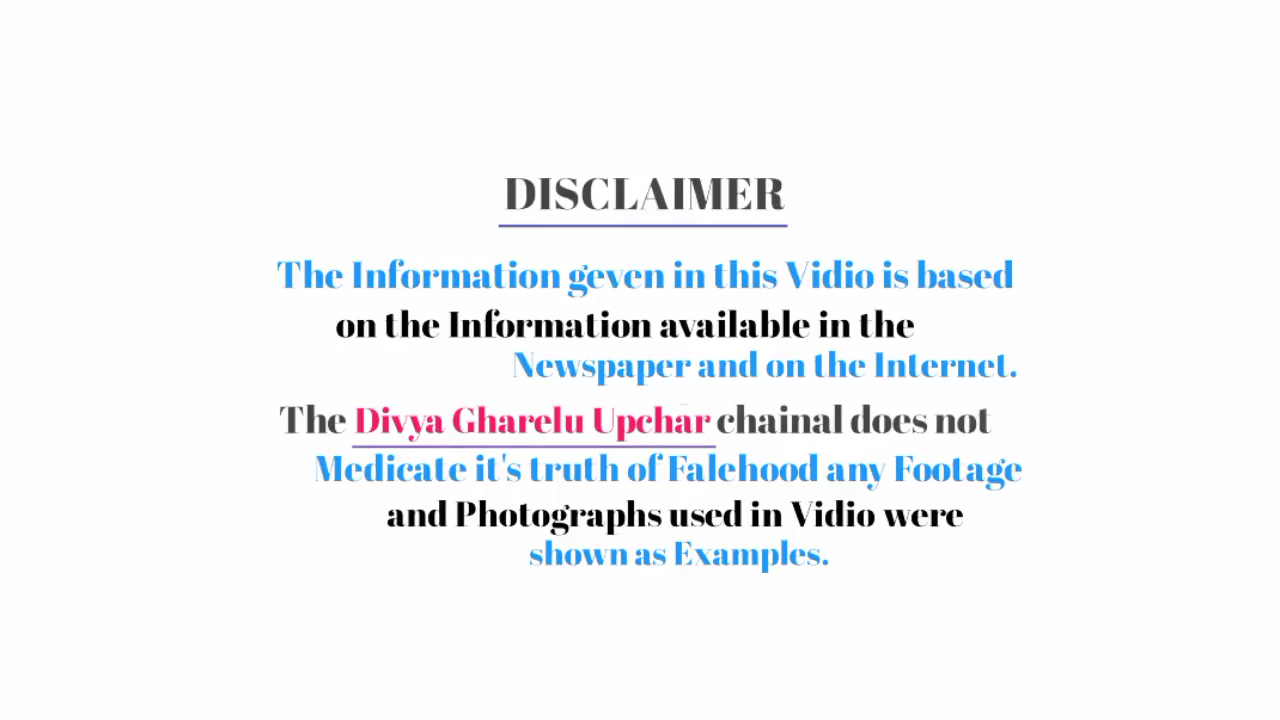 DISCLAIMER
The Information geven in this Vidio is based
on the Information available in the
Newspaper and on the Internet.
The Divya Gharelu Upchar chainal does not
Medicate it's truth of Falehood any Footage
and Photographs used in Vidio were
shown as Examples.